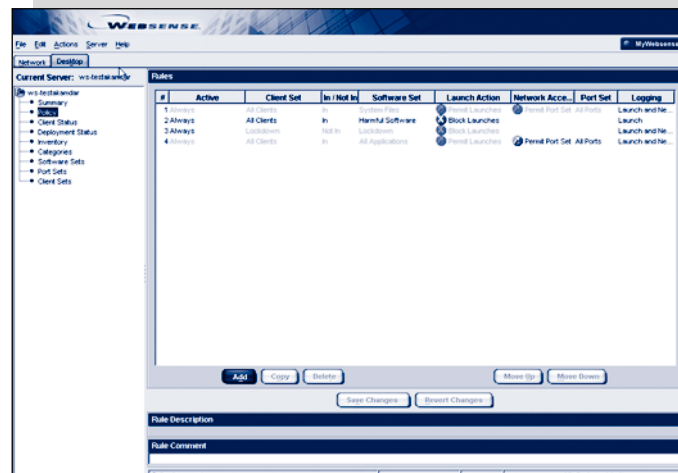 WEBSENSE.
File Edit Actions Server Help
MyWebsense
Network Desktop
Current Server: ws-testakamdar
Rules
ws-testakamdar
Summary
Policy
Client Status
Deployment Status
Inventory
Categories
Software Sets
Port Sets
Client Sets
# Active Client Set In / Not In Software Set Launch Action Network Acce... Port Set Logging
1 Always All Clients In System Files Permit Launches Permit Port Set All Ports Launch and Ne...
2 Always All Clients In Harmful Software Block Launches Launch
3 Always Lockdown Not In Lockdown Block Launches Launch and Ne...
4 Always All Clients In All Applications Permit Launches Permit Port Set All Ports Launch and Ne...
Add Copy Delete Move Up Move Down
Save Changes Revert Changes
Rule Description
Rule Comment